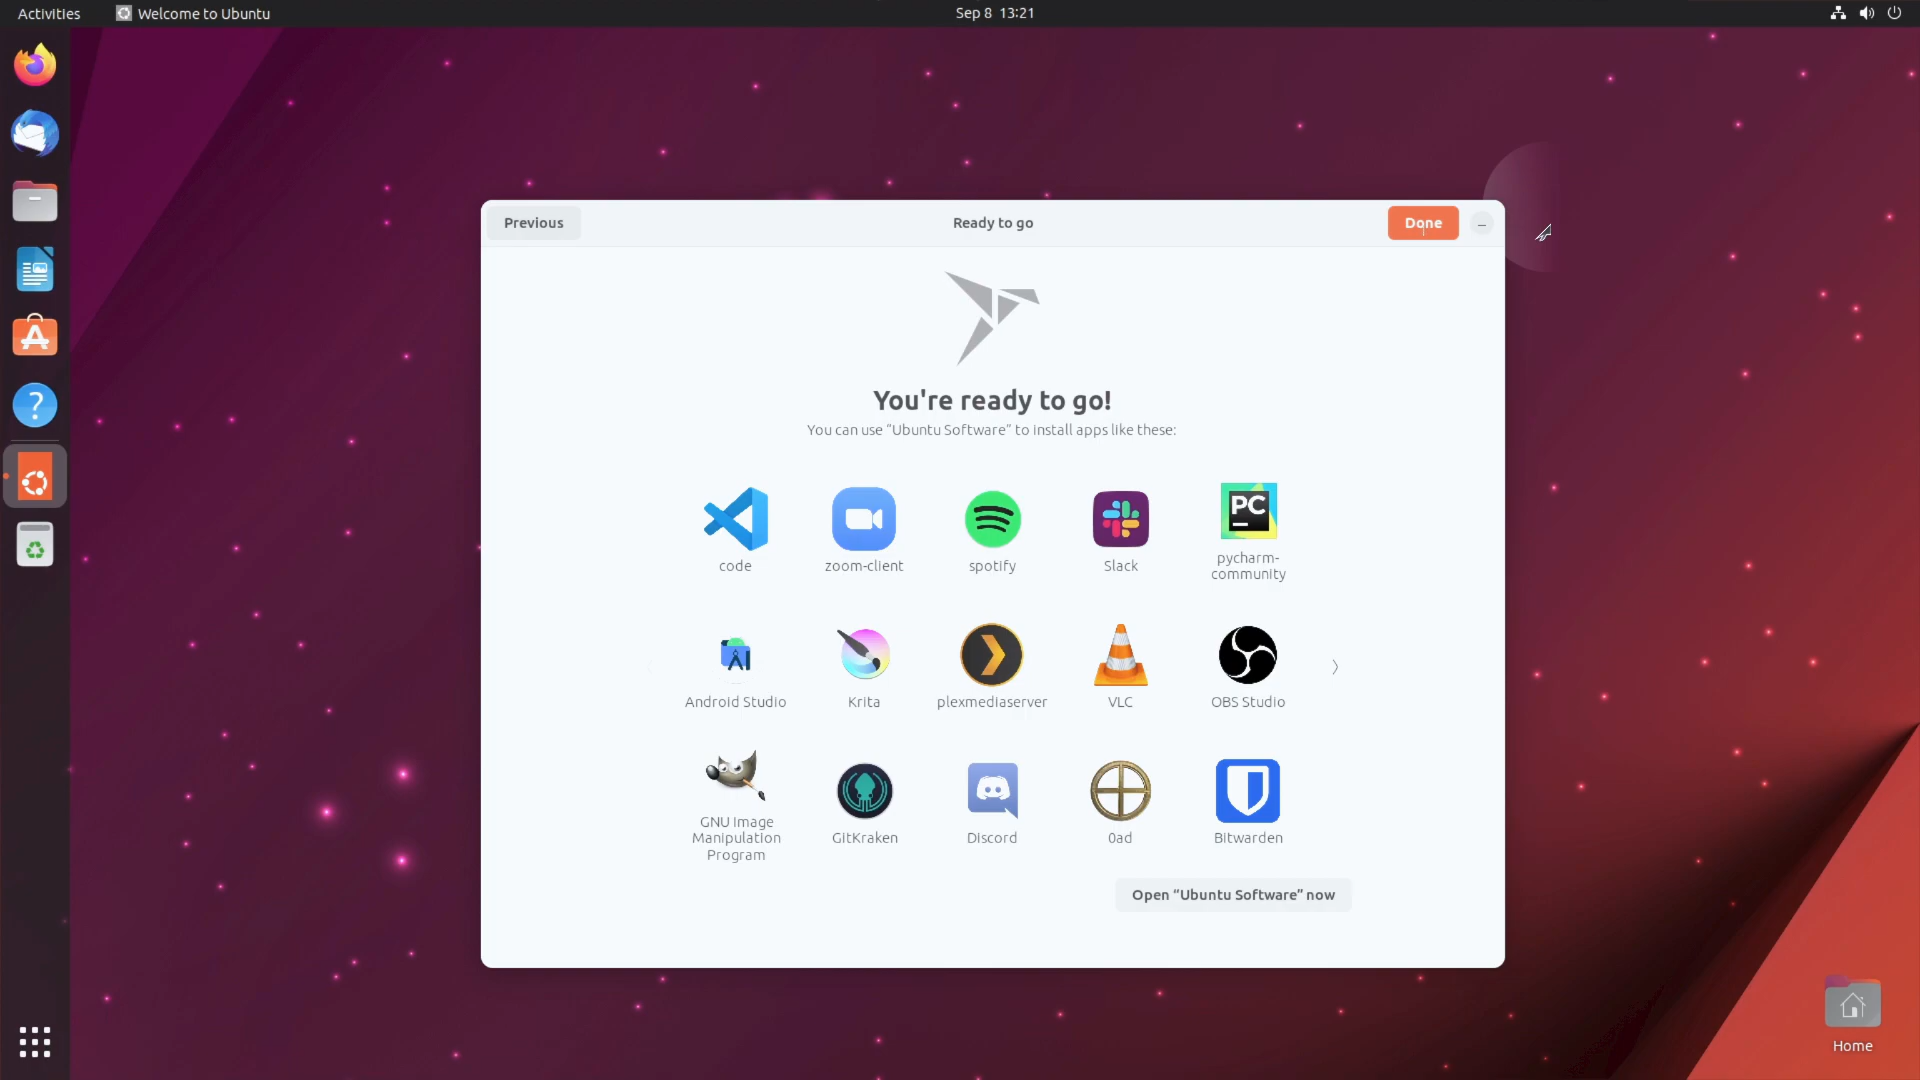 Activities
Welcome to Ubuntu
Sep 8 13:21
Previous
Ready to go
Done
You're ready to go!
You can use "Ubuntu Software" to install apps like these:
code
zoom-client
spotify
Slack
PC
pycharm-
community
Android Studio
Krita
plexmediaserver
VLC
OBS Studio
GNU Image
Manipulation
Program
GitKraken
Discord
0ad
Bitwarden
Open “Ubuntu Software” now
Home